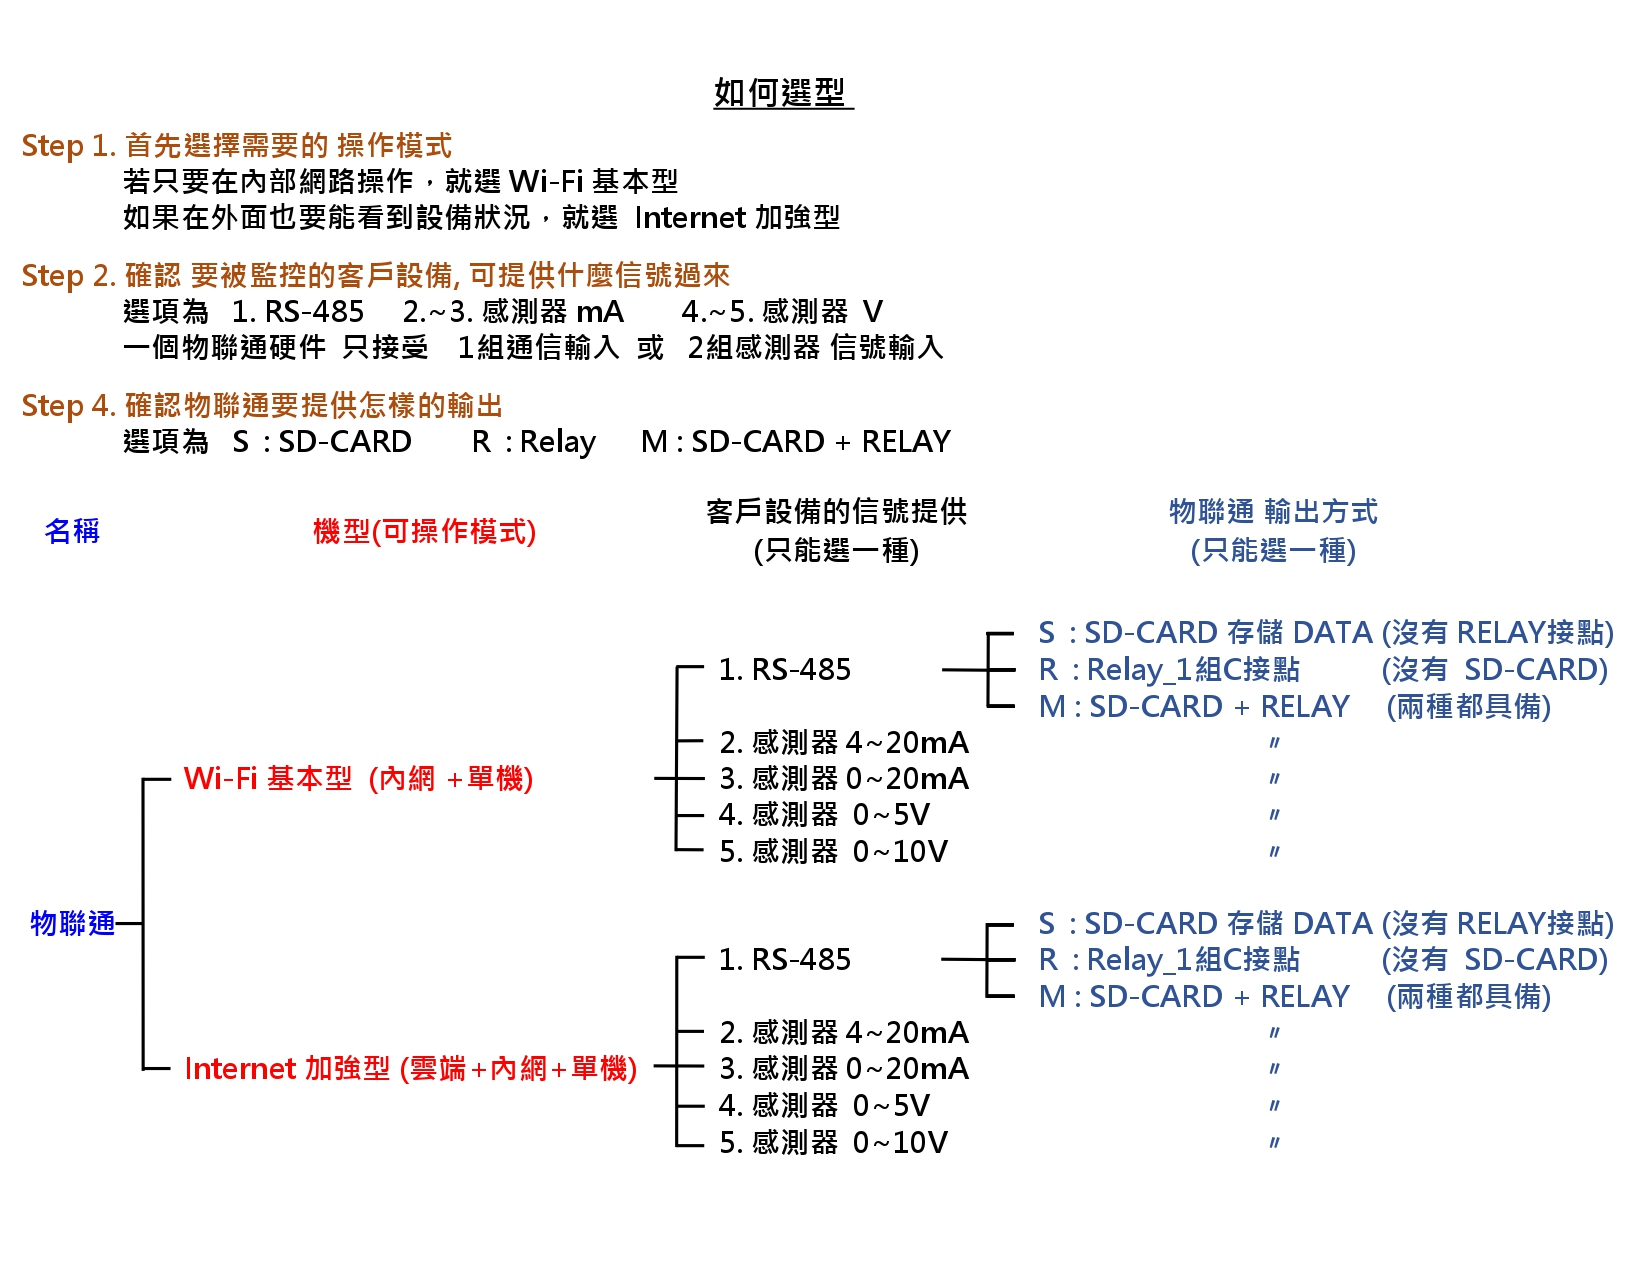 如何選型
Step 1. 首先選擇需要的 操作模式
若只要在內部網路操作，就選 Wi-Fi 基本型
如果在外面也要能看到設備狀況，就選 Internet 加強型
Step 2. 確認 要被監控的客戶設備, 可提供什麼信號過來
選項為 1. RS-485 2.~3. 感測器 mA 4.~5. 感測器 V
一個物聯通硬件 只接受 1組通信輸入 或 2組感測器 信號輸入
Step 4. 確認物聯通要提供怎樣的輸出
選項為 S : SD-CARD R : Relay M : SD-CARD + RELAY
名稱 機型(可操作模式) 客戶設備的信號提供 物聯通 輸出方式
(只能選一種) (只能選一種)
S : SD-CARD 存儲 DATA (沒有 RELAY接點)
1. RS-485 R : Relay_1組C接點 (沒有 SD-CARD)
M : SD-CARD + RELAY (兩種都具備)
2. 感測器 4~20mA 〃
Wi-Fi 基本型 (內網 +單機) 3. 感測器 0~20mA 〃
4. 感測器 0~5V 〃
5. 感測器 0~10V 〃
物聯通 S : SD-CARD 存儲 DATA (沒有 RELAY接點)
1. RS-485 R : Relay_1組C接點 (沒有 SD-CARD)
M : SD-CARD + RELAY (兩種都具備)
2. 感測器 4~20mA 〃
Internet 加強型 (雲端+內網+單機) 3. 感測器 0~20mA 〃
4. 感測器 0~5V 〃
5. 感測器 0~10V 〃